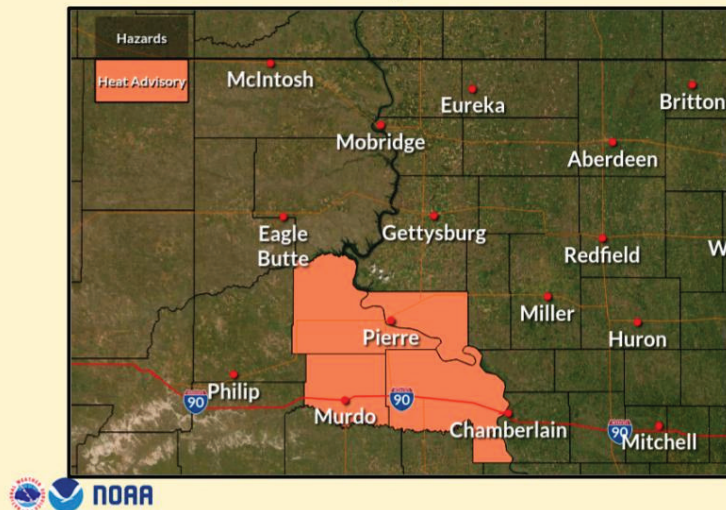 Hazards
Heat Advisory
McIntosh
Eureka
Britton
Mobridge
Aberdeen
Eagle
Butte
Gettysburg
Redfield
W
Miller
Pierre
Huron
Philip
90
Murdo
90
Chamberlain
90
Mitchell
NOAA